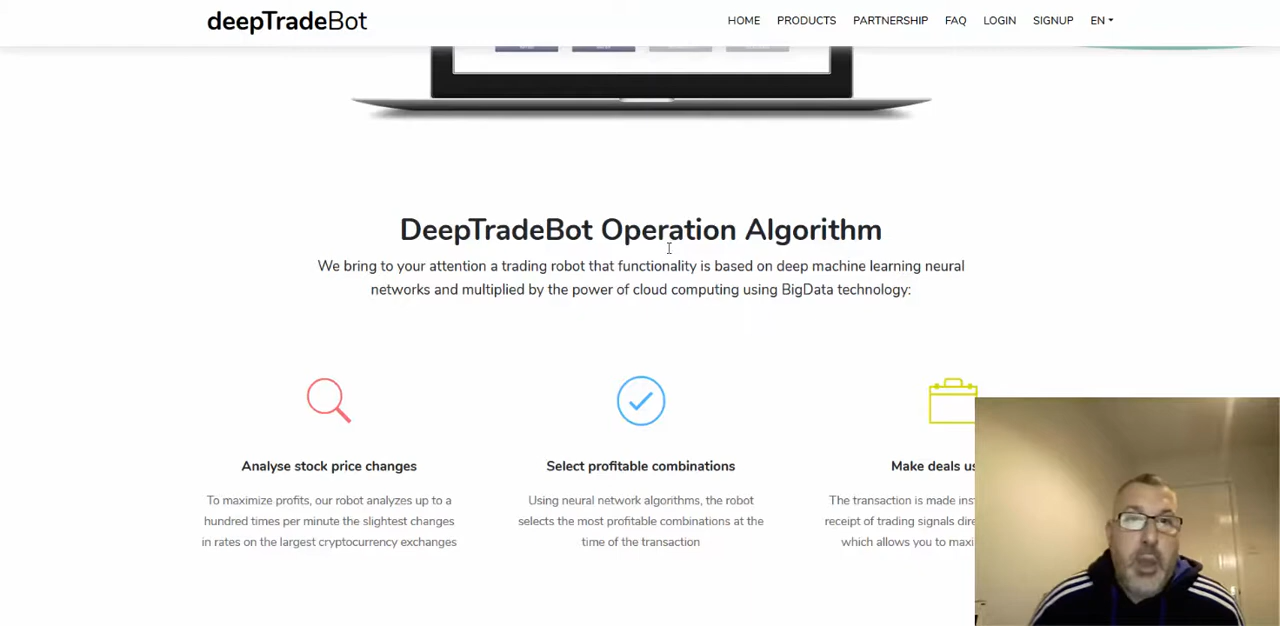 deepTradeBot
HOME PRODUCTS PARTNERSHIP FAQ LOGIN SIGNUP EN
DeepTradeBot Operation Algorithm
We bring to your attention a trading robot that functionality is based on deep machine learning neural
networks and multiplied by the power of cloud computing using BigData technology:
Analyse stock price changes
To maximize profits, our robot analyzes up to a
hundred times per minute the slightest changes
in rates on the largest cryptocurrency exchanges
Select profitable combinations
Using neural network algorithms, the robot
selects the most profitable combinations at the
time of the transaction
Make deals
The transaction is made
receipt of trading signals
which allows you to